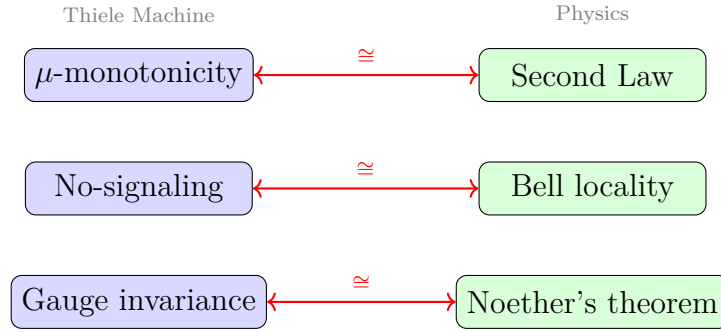 Thiele Machine Physics
μ-monotonicity ≅ Second Law
No-signaling ≅ Bell locality
Gauge invariance ≅ Noether's theorem